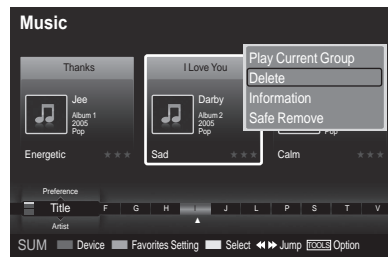 Music
Thanks
I Love You
Play Current Group
Delete
Information
Safe Remove
Jee
Album 1
2005
Pop
Darby
Album 2
2005
Pop
Pop
Energetic ★★★
Sad ★★★
Calm ★★★
Preference
Title F G H I J L P S T V
Artist
SUM Device Favorites Setting Select ◀◀ ▶▶ Jump TOOLS Option